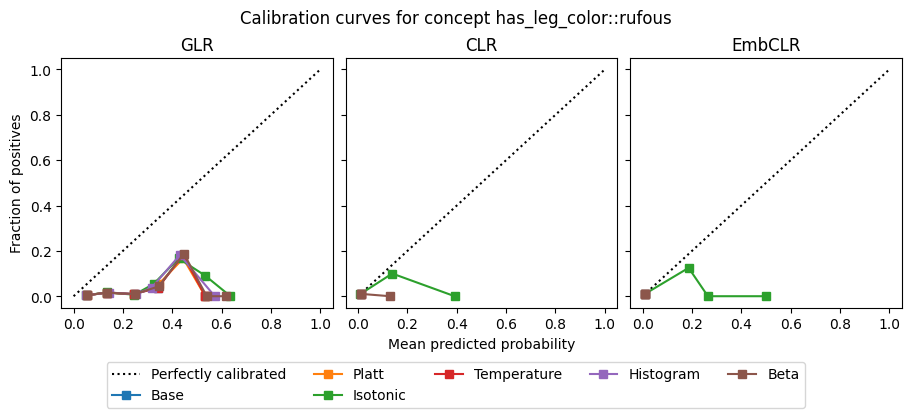 Calibration curves for concept has_leg_color::rufous
GLR
CLR
EmbCLR
Fraction of positives
1.0
0.8
0.6
0.4
0.2
0.0
0.0 0.2 0.4 0.6 0.8 1.0
0.0 0.2 0.4 0.6 0.8 1.0
0.0 0.2 0.4 0.6 0.8 1.0
Mean predicted probability
Perfectly calibrated Platt Temperature Histogram Beta
Base Isotonic